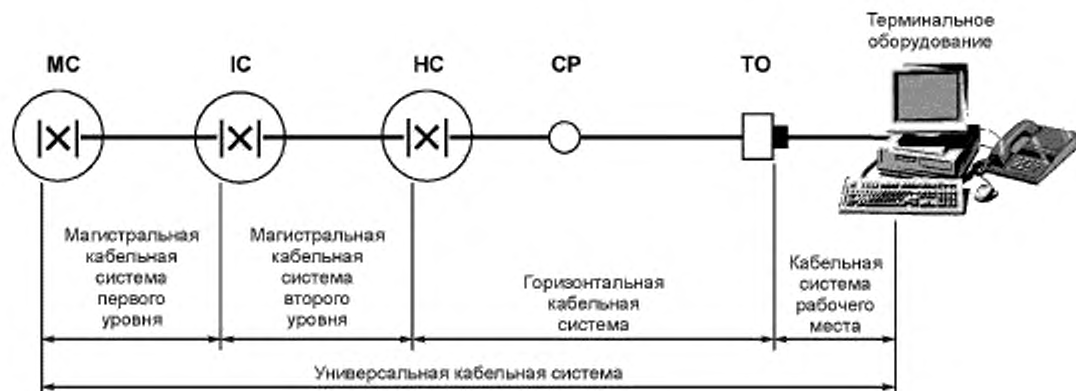 Терминальное
оборудование
MC
IC
HC
CP
TO
Магистральная
кабельная
система
первого
уровня
Магистральная
кабельная
система
второго
уровня
Горизонтальная
кабельная
система
Кабельная
система
рабочего
места
Универсальная кабельная система